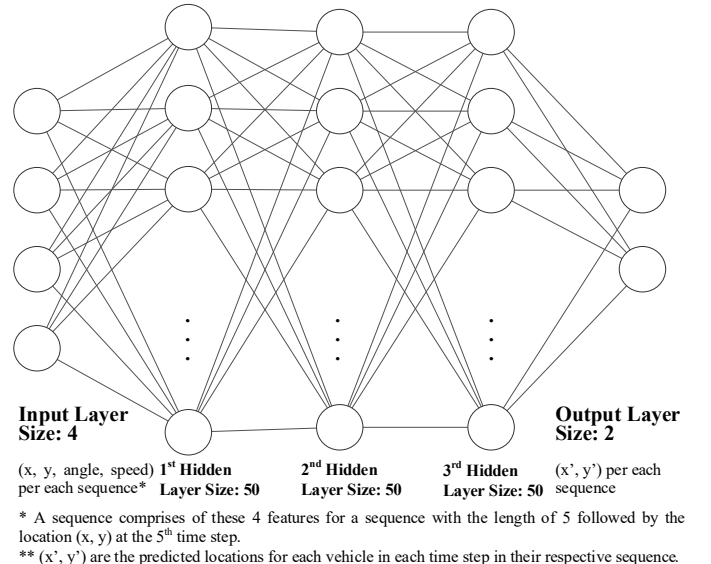 Input Layer
Size: 4
Output Layer
Size: 2
(x, y, angle, speed)
per each sequence*
1st Hidden
Layer Size: 50
2nd Hidden
Layer Size: 50
3rd Hidden
Layer Size: 50
(x’, y’) per each
sequence
* A sequence comprises of these 4 features for a sequence with the length of 5 followed by the
location (x, y) at the 5th time step.
** (x’, y’) are the predicted locations for each vehicle in each time step in their respective sequence.